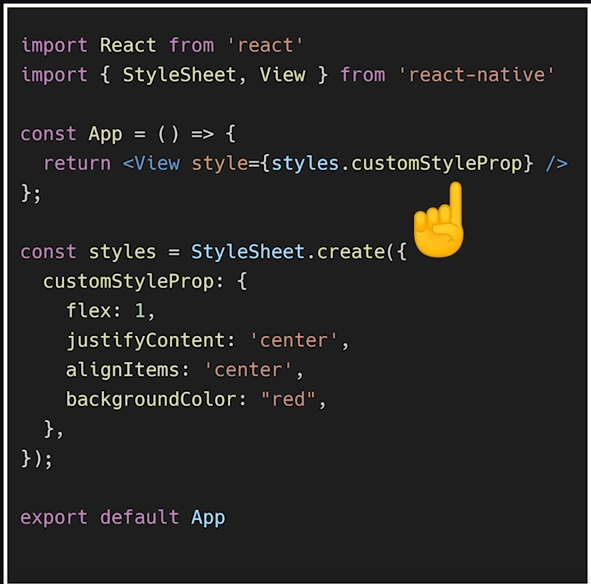 import React from 'react'
import { StyleSheet, View } from 'react-native'
const App = () => {
return <View style={styles.customStyleProp} />
};
const styles = StyleSheet.create({
customStyleProp: {
flex: 1,
justifyContent: 'center',
alignItems: 'center',
backgroundColor: "red",
},
});
export default App